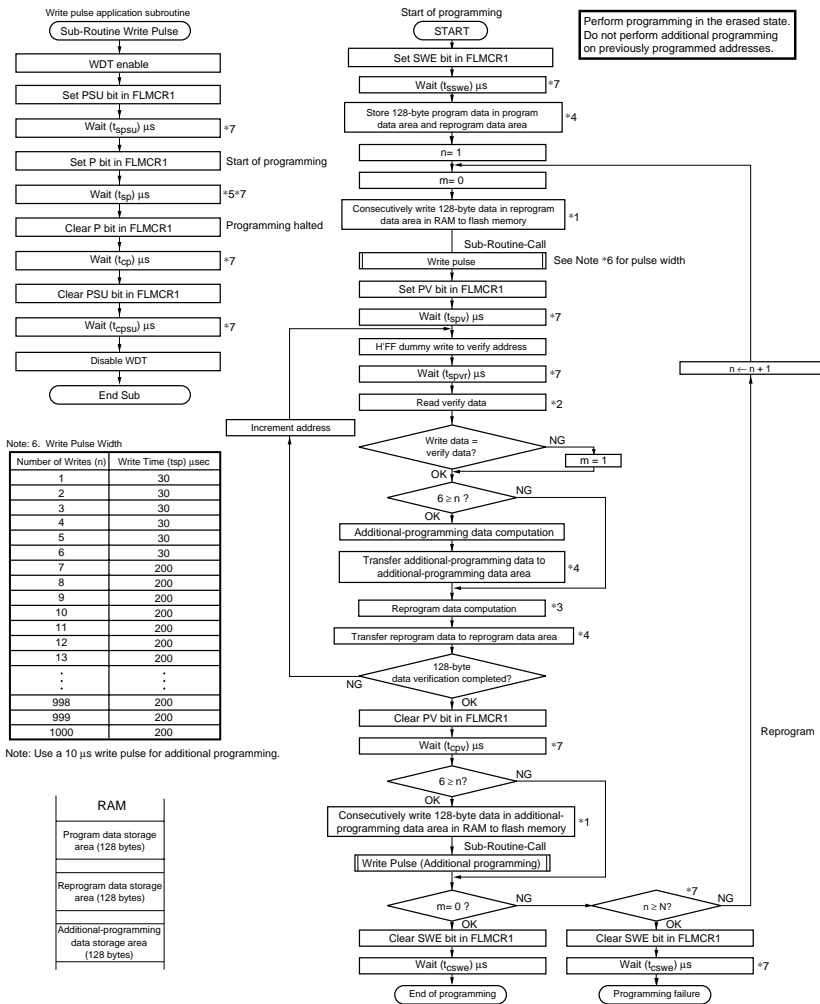 Write pulse application subroutine
Sub-Routine Write Pulse
WDT enable
Set PSU bit in FLMCR1
Wait (tspsu) µs
*7
Set P bit in FLMCR1
Start of programming
Wait (tsp) µs
*5*7
Clear P bit in FLMCR1
Programming halted
Wait (tcp) µs
*7
Clear PSU bit in FLMCR1
Wait (tcpsu) µs
*7
Disable WDT
End Sub
Note: 6. Write Pulse Width
Number of Writes (n) Write Time (tsp) µsec
1 30
2 30
3 30
4 30
5 30
6 30
7 200
8 200
9 200
10 200
11 200
12 200
13 200
998 200
999 200
1000 200
Note: Use a 10 µs write pulse for additional programming.
RAM
Program data storage
area (128 bytes)
Reprogram data storage
area (128 bytes)
Additional-programming
data storage area
(128 bytes)
Start of programming
START
Perform programming in the erased state.
Do not perform additional programming
on previously programmed addresses.
Set SWE bit in FLMCR1
Wait (tsswe) µs
*7
Store 128-byte program data in program
data area and reprogram data area
*4
n= 1
m= 0
Consecutively write 128-byte data in reprogram
data area in RAM to flash memory
*1
Sub-Routine-Call
Write pulse
See Note *6 for pulse width
Set PV bit in FLMCR1
Wait (tspv) µs
*7
H'FF dummy write to verify address
Wait (tspvr) µs
*7
Read verify data
*2
Increment address
n ← n + 1
Write data =
verify data?
NG
m = 1
OK
6 ≥ n ?
NG
OK
Additional-programming data computation
Transfer additional-programming data to
additional-programming data area
*4
Reprogram data computation
*3
Transfer reprogram data to reprogram data area
*4
128-byte
data verification completed?
NG
OK
Clear PV bit in FLMCR1
Reprogram
Wait (tcpv) µs
*7
6 ≥ n?
NG
OK
Consecutively write 128-byte data in additional-
programming data area in RAM to flash memory
*1
Sub-Routine-Call
Write Pulse (Additional programming)
m= 0 ?
NG
OK
*7
n ≥ N?
NG
OK
Clear SWE bit in FLMCR1
Clear SWE bit in FLMCR1
Wait (tcswe) µs
Wait (tcswe) µs
*7
End of programming
Programming failure